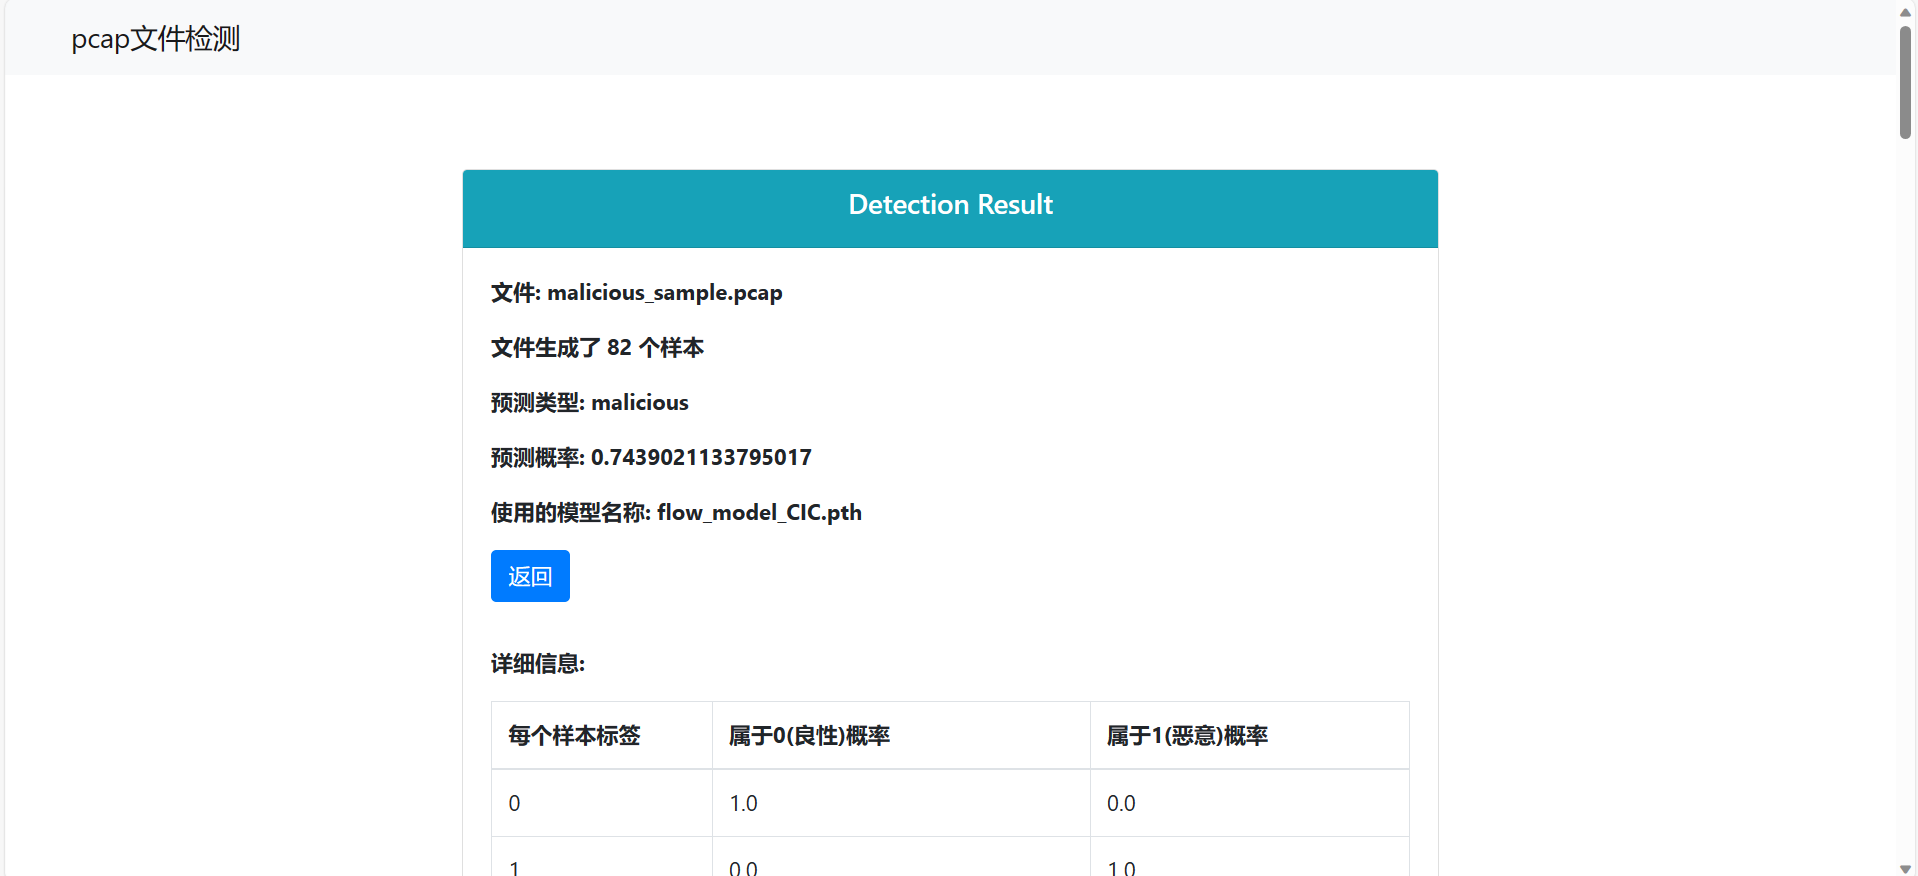 pcap文件检测
Detection Result
文件: malicious_sample.pcap
文件生成了 82 个样本
预测类型: malicious
预测概率: 0.7439021133795017
使用的模型名称: flow_model_CIC.pth
返回
详细信息:
每个样本标签 属于0(良性)概率 属于1(恶意)概率
0 1.0 0.0
1 0.0 1.0